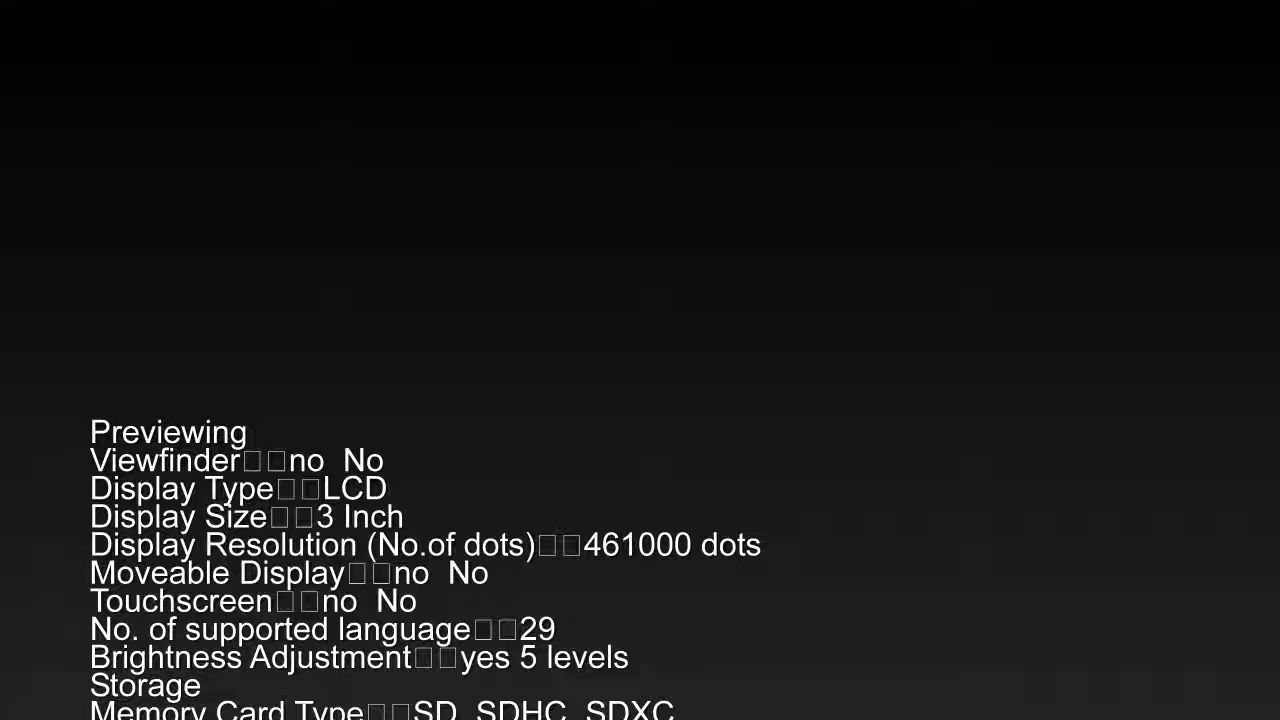 Previewing
Viewfinder□□no  No
Display Type□□LCD
Display Size□□3 Inch
Display Resolution (No.of dots)□□461000 dots
Moveable Display□□no  No
Touchscreen□□no  No
No. of supported language□□29
Brightness Adjustment□□yes 5 levels
Storage
Memory Card Type□□SD, SDHC, SDXC